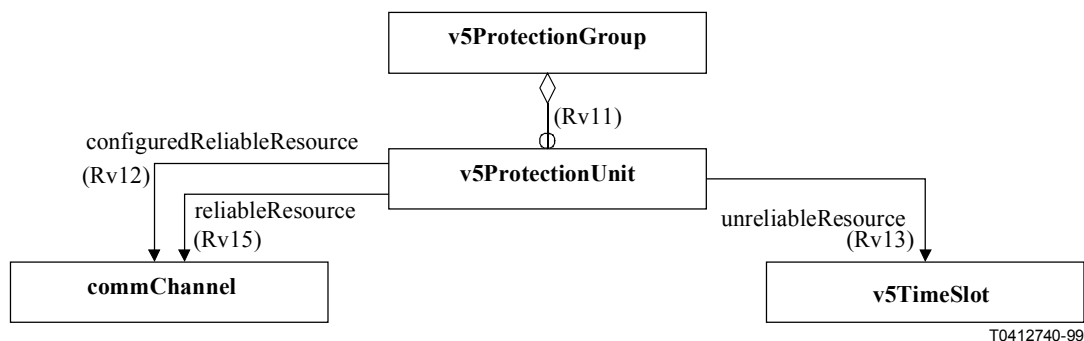 v5ProtectionGroup
(Rv11)
configuredReliableResource
(Rv12)
v5ProtectionUnit
reliableResource
(Rv15)
unreliableResource
(Rv13)
commChannel
v5TimeSlot
T0412740-99